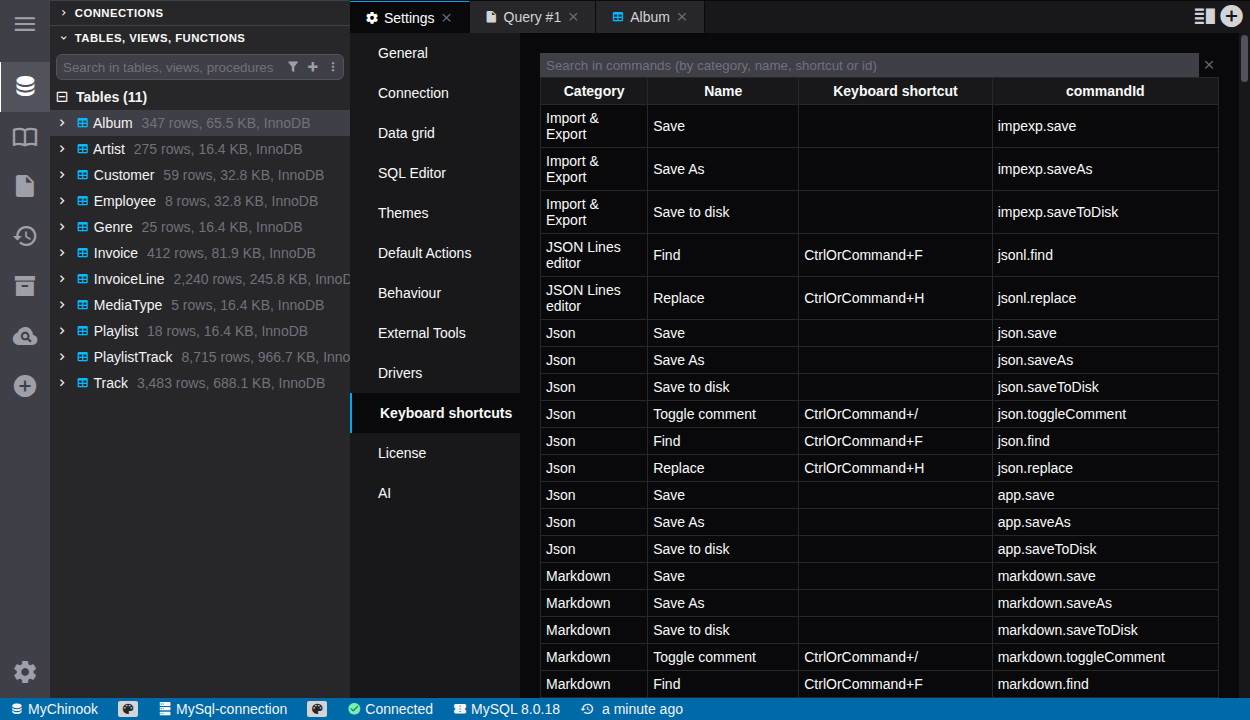 CONNECTIONS
TABLES, VIEWS, FUNCTIONS
Search in tables, views, procedures
Tables (11)
Album 347 rows, 65.5 KB, InnoDB
Artist 275 rows, 16.4 KB, InnoDB
Customer 59 rows, 32.8 KB, InnoDB
Employee 8 rows, 32.8 KB, InnoDB
Genre 25 rows, 16.4 KB, InnoDB
Invoice 412 rows, 81.9 KB, InnoDB
InvoiceLine 2,240 rows, 245.8 KB, InnoD
MediaType 5 rows, 16.4 KB, InnoDB
Playlist 18 rows, 16.4 KB, InnoDB
PlaylistTrack 8,715 rows, 966.7 KB, Inno
Track 3,483 rows, 688.1 KB, InnoDB
Settings Query #1 Album
General
Connection
Data grid
SQL Editor
Themes
Default Actions
Behaviour
External Tools
Drivers
Keyboard shortcuts
License
AI
Search in commands (by category, name, shortcut or id)
Category Name Keyboard shortcut commandId
Import & Export Save impexp.save
Import & Export Save As impexp.saveAs
Import & Export Save to disk impexp.saveToDisk
JSON Lines editor Find CtrlOrCommand+F jsonl.find
JSON Lines editor Replace CtrlOrCommand+H jsonl.replace
Json Save json.save
Json Save As json.saveAs
Json Save to disk json.saveToDisk
Json Toggle comment CtrlOrCommand+/ json.toggleComment
Json Find CtrlOrCommand+F json.find
Json Replace CtrlOrCommand+H json.replace
Json Save app.save
Json Save As app.saveAs
Json Save to disk app.saveToDisk
Markdown Save markdown.save
Markdown Save As markdown.saveAs
Markdown Save to disk markdown.saveToDisk
Markdown Toggle comment CtrlOrCommand+/ markdown.toggleComment
Markdown Find CtrlOrCommand+F markdown.find
MyChinook MySql-connection Connected MySQL 8.0.18 a minute ago